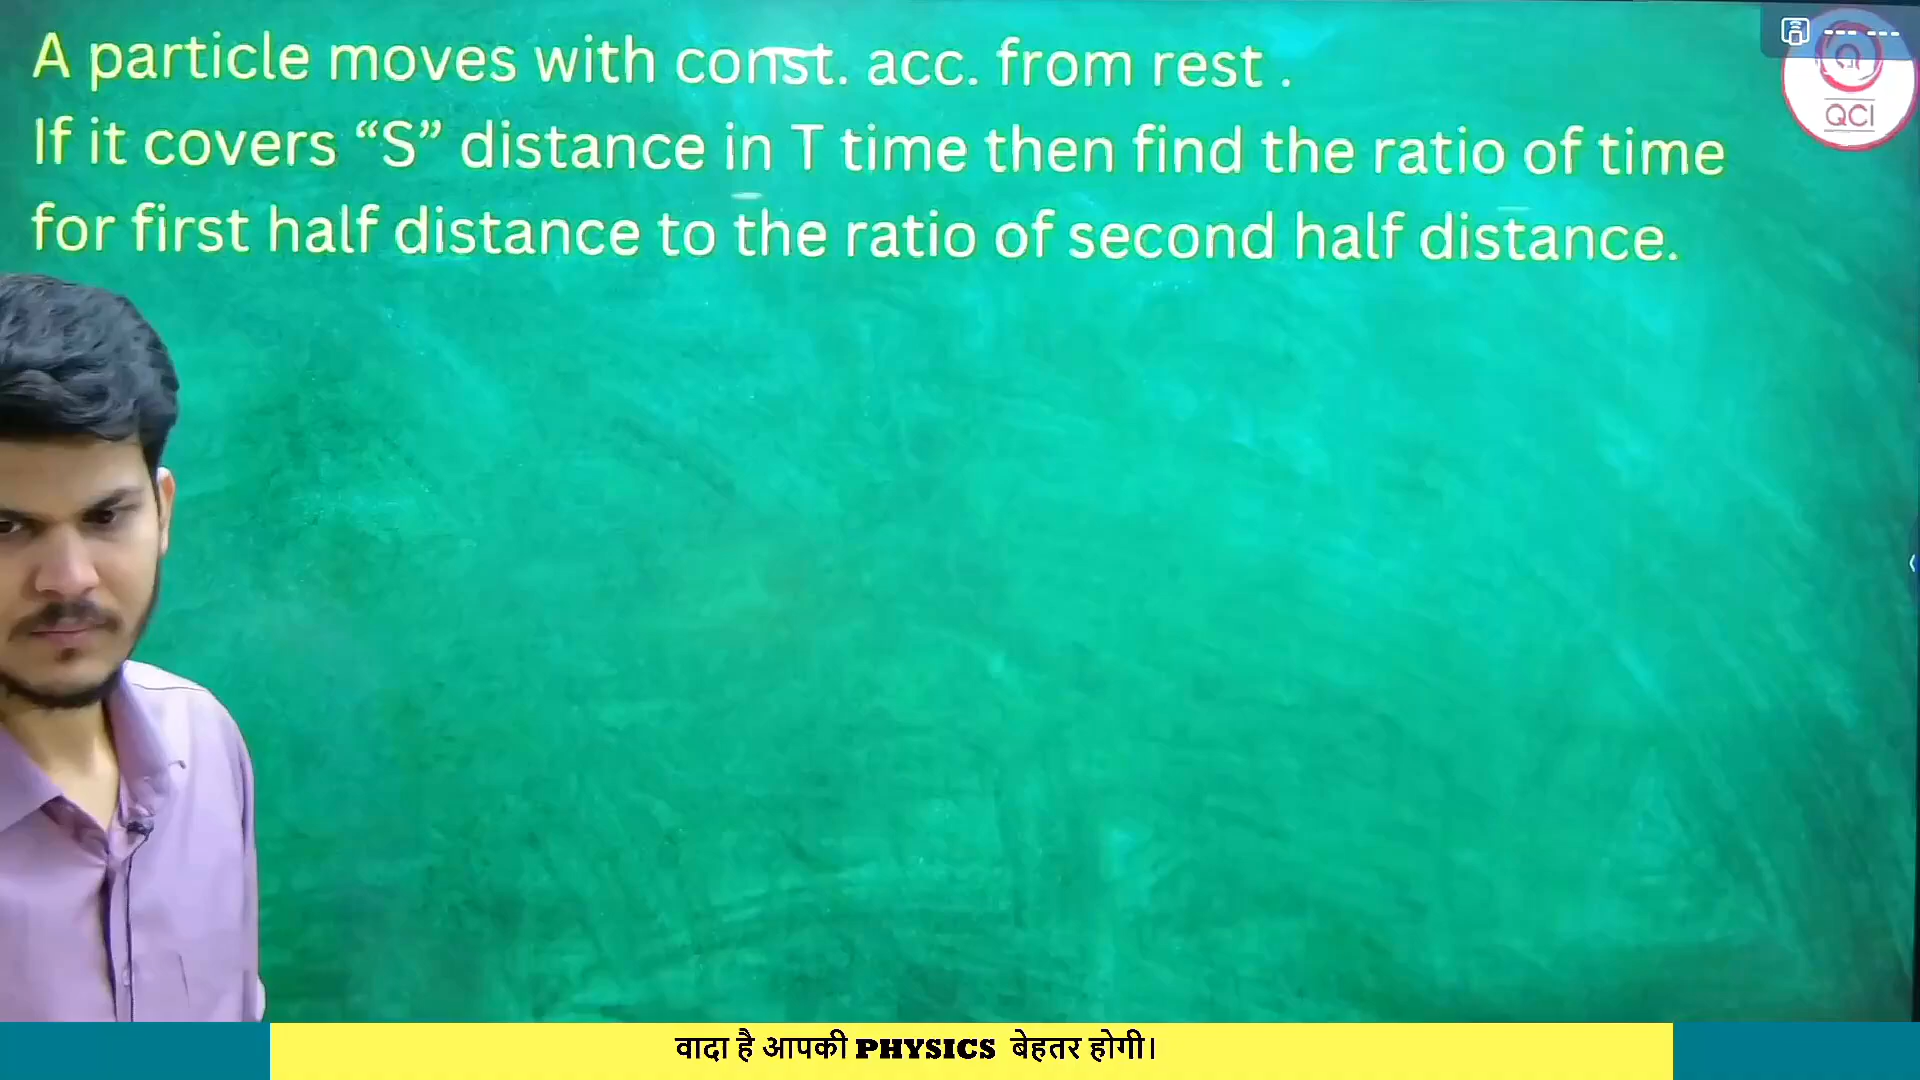 A particle moves with const. acc. from rest .
If it covers “S” distance in T time then find the ratio of time
for first half distance to the ratio of second half distance.
QCI
वादा है आपकी PHYSICS बेहतर होगी।